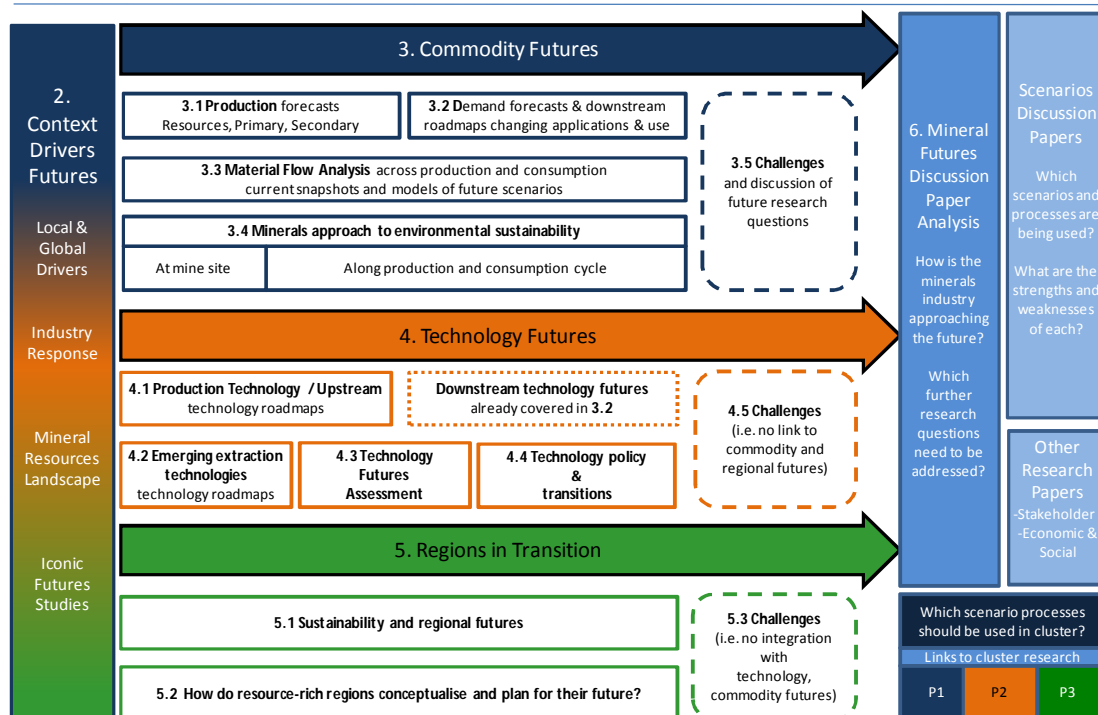 2.
Context
Drivers
Futures
Local &
Global
Drivers
Industry
Response
Mineral
Resources
Landscape
Iconic
Futures
Studies
3. Commodity Futures
3.1 Production forecasts
Resources, Primary, Secondary
3.2 Demand forecasts & downstream
roadmaps changing applications & use
3.3 Material Flow Analysis across production and consumption
current snapshots and models of future scenarios
3.4 Minerals approach to environmental sustainability
At mine site
Along production and consumption cycle
3.5 Challenges
and discussion of
future research
questions
4. Technology Futures
4.1 Production Technology / Upstream
technology roadmaps
Downstream technology futures
already covered in 3.2
4.2 Emerging extraction
technologies
technology roadmaps
4.3 Technology
Futures
Assessment
4.4 Technology policy
&
transitions
4.5 Challenges
(i.e. no link to
commodity and
regional futures)
5. Regions in Transition
5.1 Sustainability and regional futures
5.2 How do resource-rich regions conceptualise and plan for their future?
5.3 Challenges
(i.e. no integration
with
technology,
commodity futures)
6. Mineral
Futures
Discussion
Paper
Analysis
How is the
minerals
industry
approaching
the future?
Which
further
research
questions
need to be
addressed?
Scenarios
Discussion
Papers
Which
scenarios and
processes are
being used?
What are the
strengths and
weaknesses
of each?
Other
Research
Papers
-Stakeholder
-Economic &
Social
Which scenario processes
should be used in cluster?
Links to cluster research
P1
P2
P3